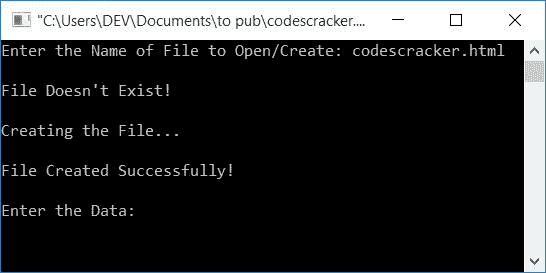 "C:\Users\DEV\Documents\to pub\codescracker....
Enter the Name of File to Open/Create: codescracker.html
File Doesn't Exist!
Creating the File...
File Created Successfully!
Enter the Data: